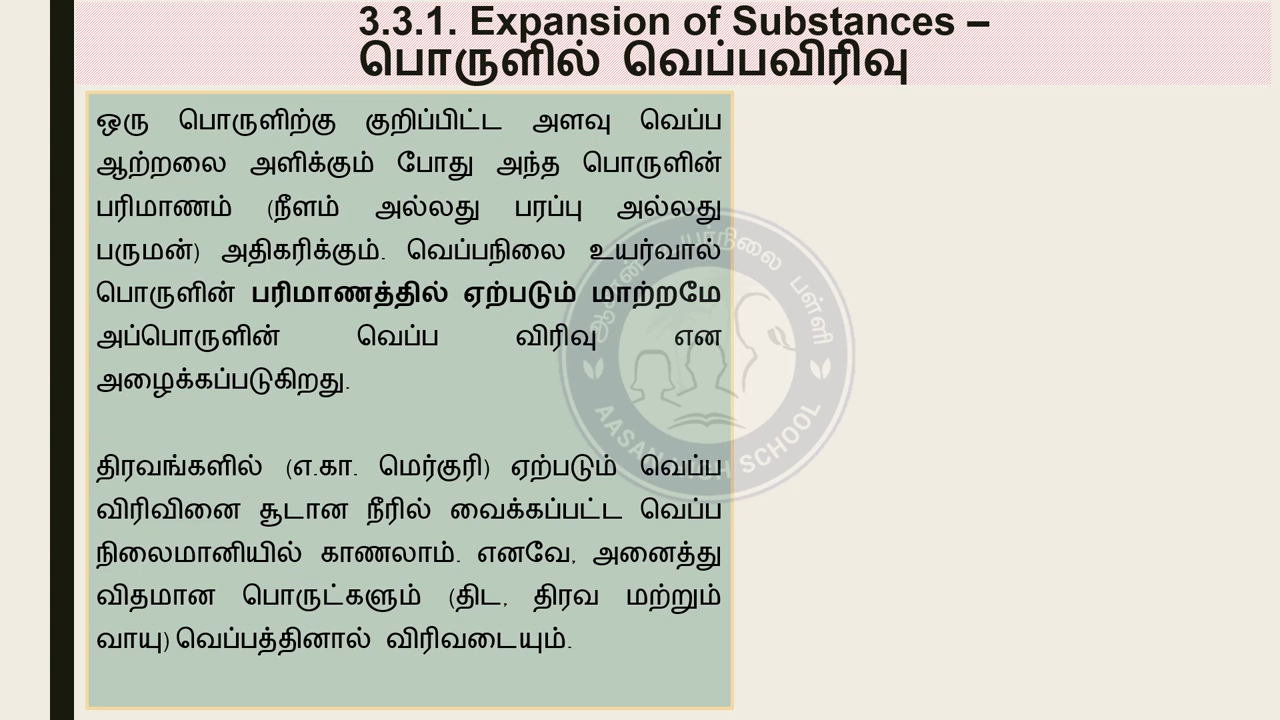 3.3.1. Expansion of Substances –
பொருளில் வெப்பவிரிவு
ஒரு பொருளிற்கு குறிப்பிட்ட அளவு வெப்ப
ஆற்றலை அளிக்கும் போது அந்த பொருளின்
பரிமாணம் (நீளம் அல்லது பரப்பு அல்லது
பருமன்) அதிகரிக்கும். வெப்பநிலை உயர்வால்
பொருளின் பரிமாணத்தில் ஏற்படும் மாற்றமே
அப்பொருளின் வெப்ப விரிவு என
அழைக்கப்படுகிறது.
திரவங்களில் (எ.கா. மெர்குரி) ஏற்படும் வெப்ப
விரிவினை சூடான நீரில் வைக்கப்பட்ட வெப்ப
நிலைமானியில் காணலாம். எனவே, அனைத்து
விதமான பொருட்களும் (திட, திரவ மற்றும்
வாயு) வெப்பத்தினால் விரிவடையும்.
பள்ளி
SCHOOL